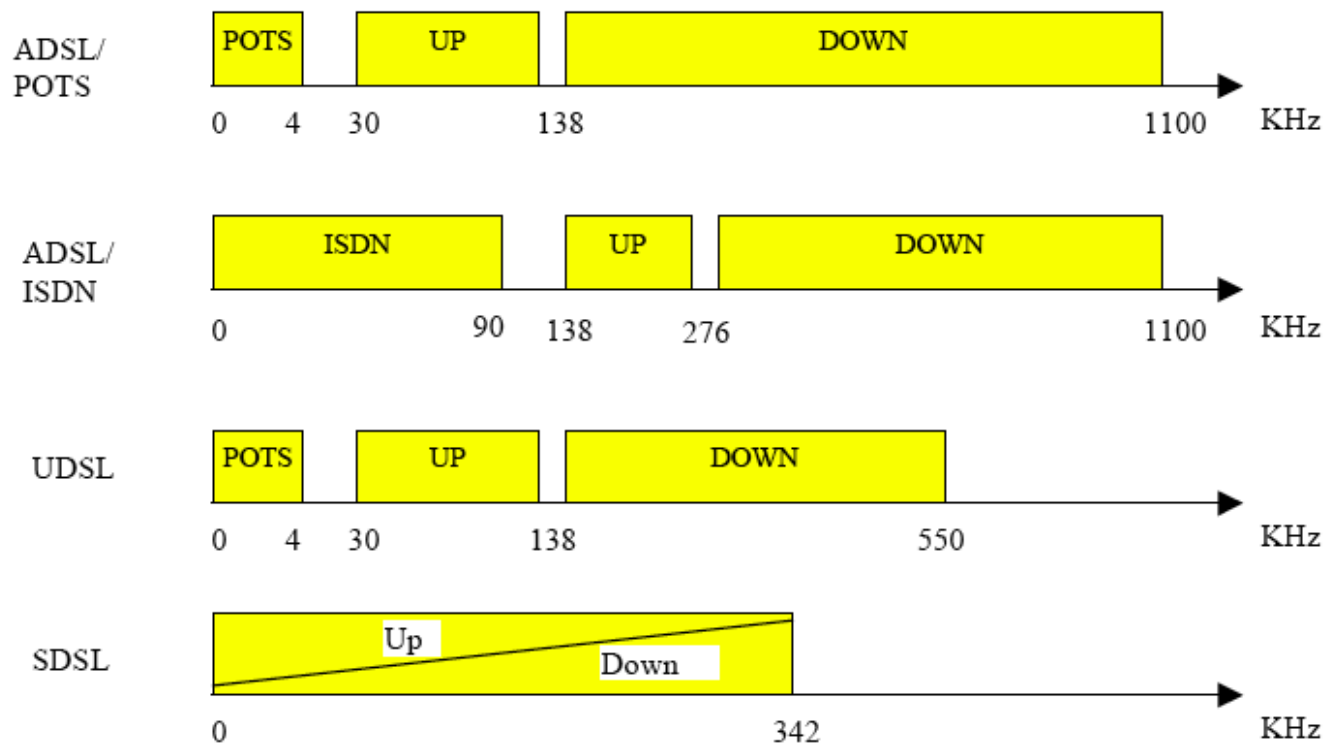 ADSL/
POTS
POTS UP DOWN
0 4 30 138 1100 KHz
ADSL/
ISDN
ISDN UP DOWN
0 90 138 276 1100 KHz
UDSL
POTS UP DOWN
0 4 30 138 550 KHz
SDSL
Up
Down
0 342 KHz